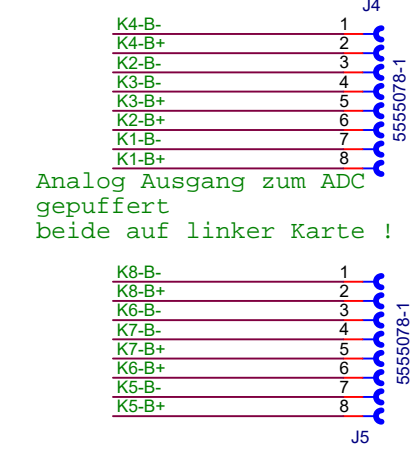 J4
K4-B- 1
K4-B+ 2
K2-B- 3
K3-B- 4
K3-B+ 5
K2-B+ 6
K1-B- 7
K1-B+ 8
5555078-1
Analog Ausgang zum ADC
gepuffert
beide auf linker Karte !
K8-B- 1
K8-B+ 2
K6-B- 3
K7-B- 4
K7-B+ 5
K6-B+ 6
K5-B- 7
K5-B+ 8
5555078-1
J5